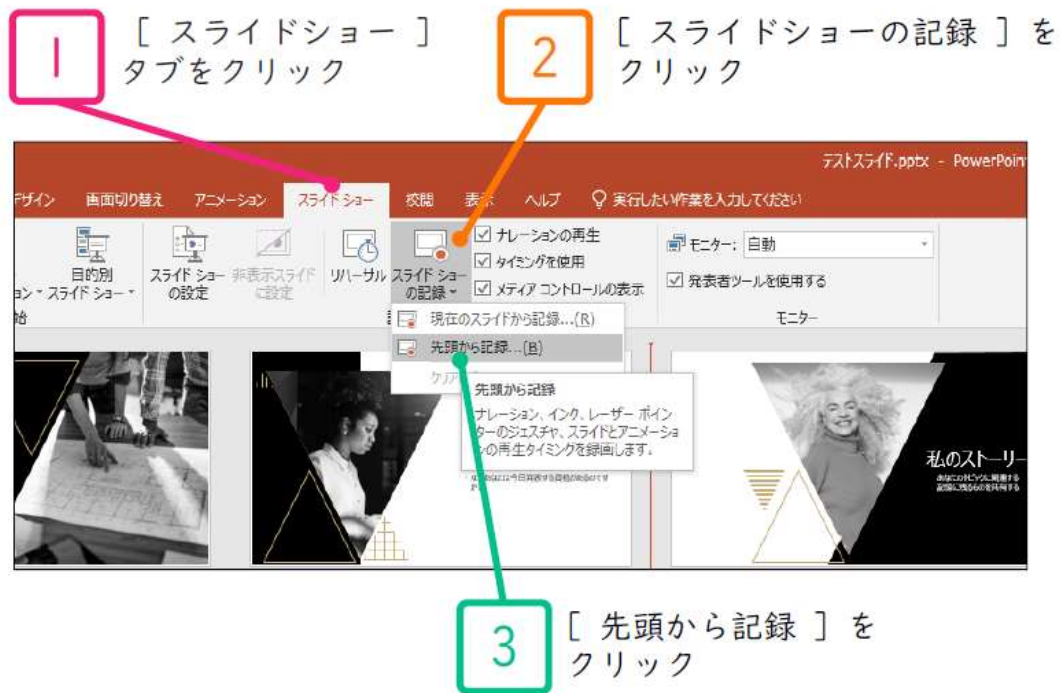 1
[ スライドショー ]
タブをクリック
2
[ スライドショーの記録 ] を
クリック
テストスライド.pptx - PowerPoin
デザイン 画面切り替え アニメーション スライド ショー 校閲 表示 ヘルプ 実行したい作業を入力してください
目的別
スライド ショー
スライド ショー
の設定
非表示スライド
に設定
リハーサル
スライド ショー
の記録
ナレーションの再生
タイミングを使用
メディア コントロールの表示
モニター: 自動
発表者ツールを使用する
モニター
現在のスライドから記録...(R)
先頭から記録...(B)
先頭から記録
ナレーション、インク、レーザー ポイン
ターのジェスチャ、スライドとアニメーショ
ンの再生タイミングを録画します。
私のストーリー
3
[ 先頭から記録 ] を
クリック